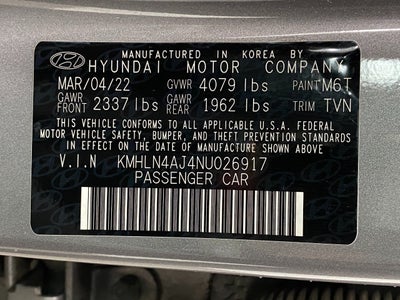 MANUFACTURED IN KOREA BY
HYUNDAI MOTOR COMPANY
MAR/04/22 GVWR 4079 lbs PAINT M6T
GAWR FRONT 2337 lbs GAWR REAR 1962 lbs TRIM TVN
THIS VEHICLE CONFORMS TO ALL APPLICABLE U.S.A FEDERAL
MOTOR VEHICLE SAFETY, BUMPER, AND THEFT PREVENTION STANDARDS
IN EFFECT ON THE DATE OF MANUFACTURE SHOWN ABOVE.
V.I.N KMHLN4AJ4NU026917
PASSENGER CAR